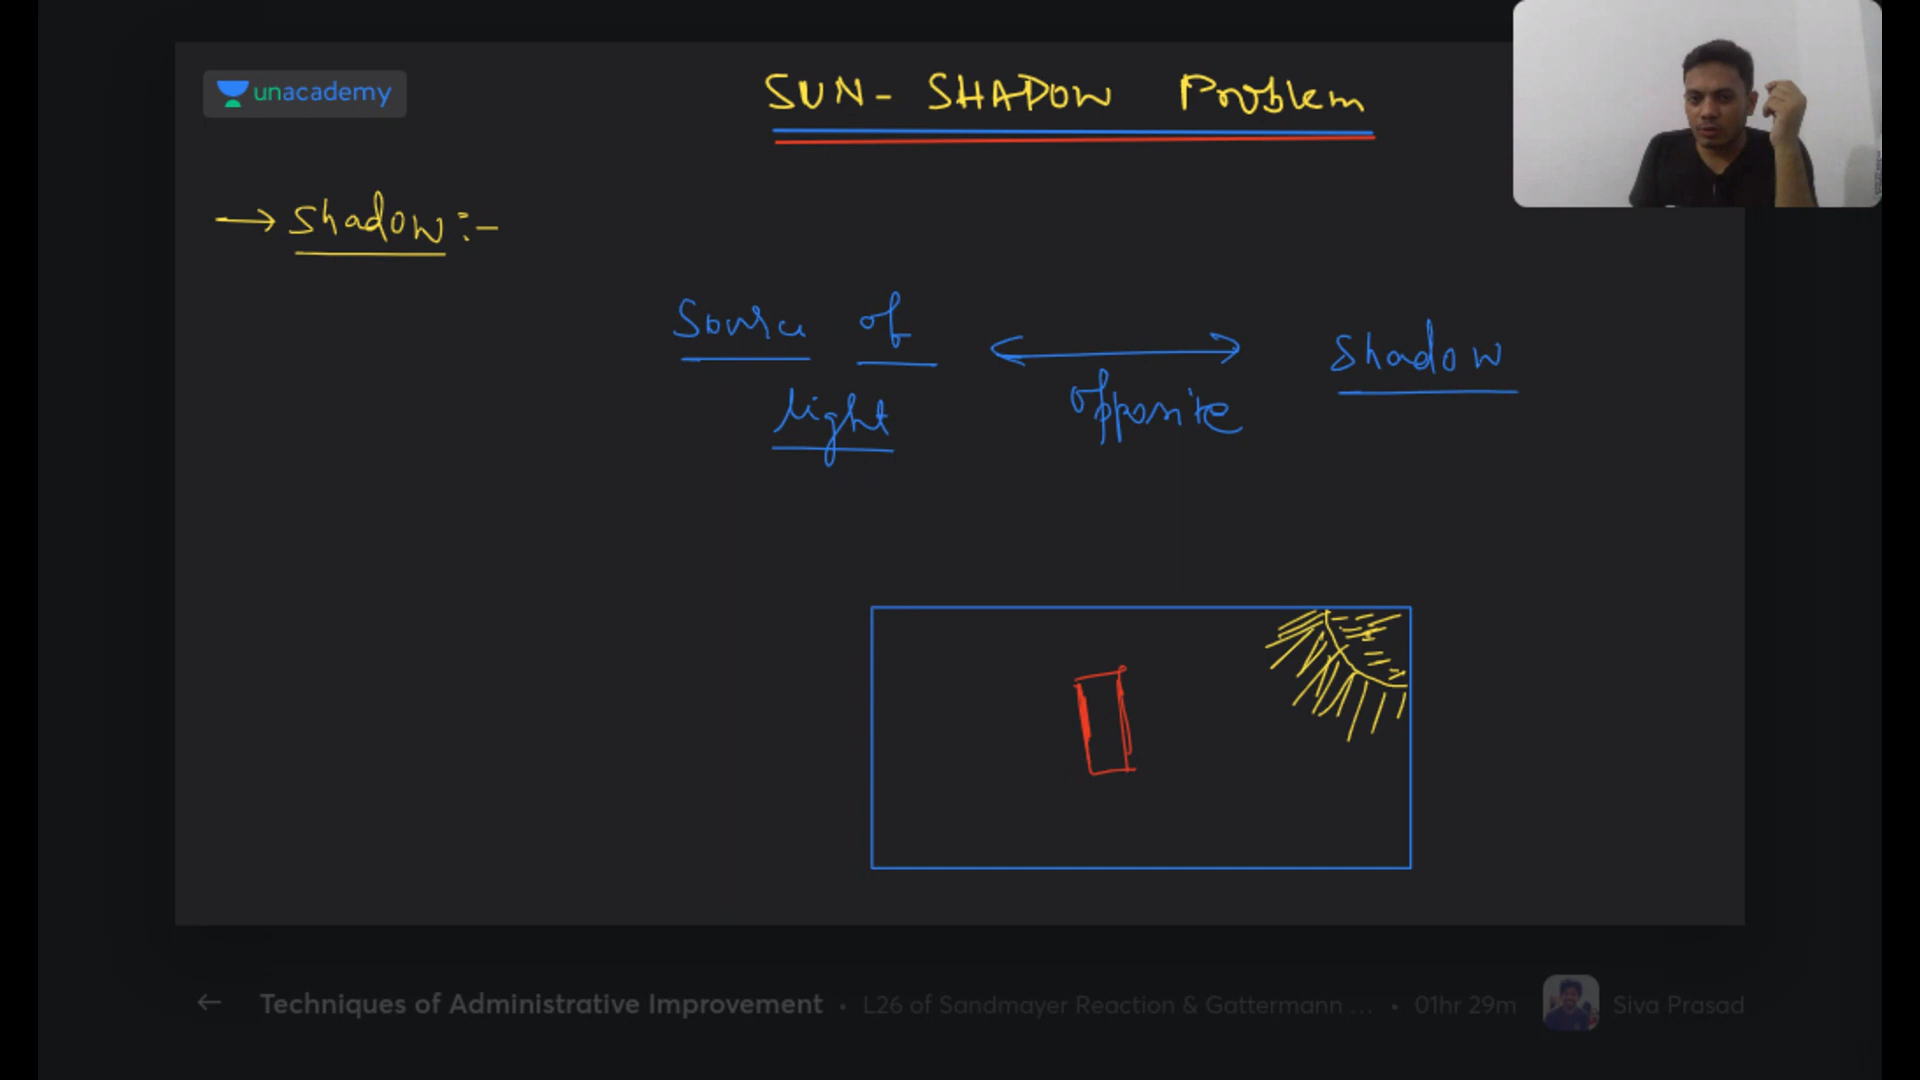 unacademy
SUN - SHADOW Problem
→ Shadow :-
Source of
light
opposite
Shadow
← Techniques of Administrative Improvement • L26 of Sandmayer Reaction & Gattermann ... • 01hr 29m Siva Prasad